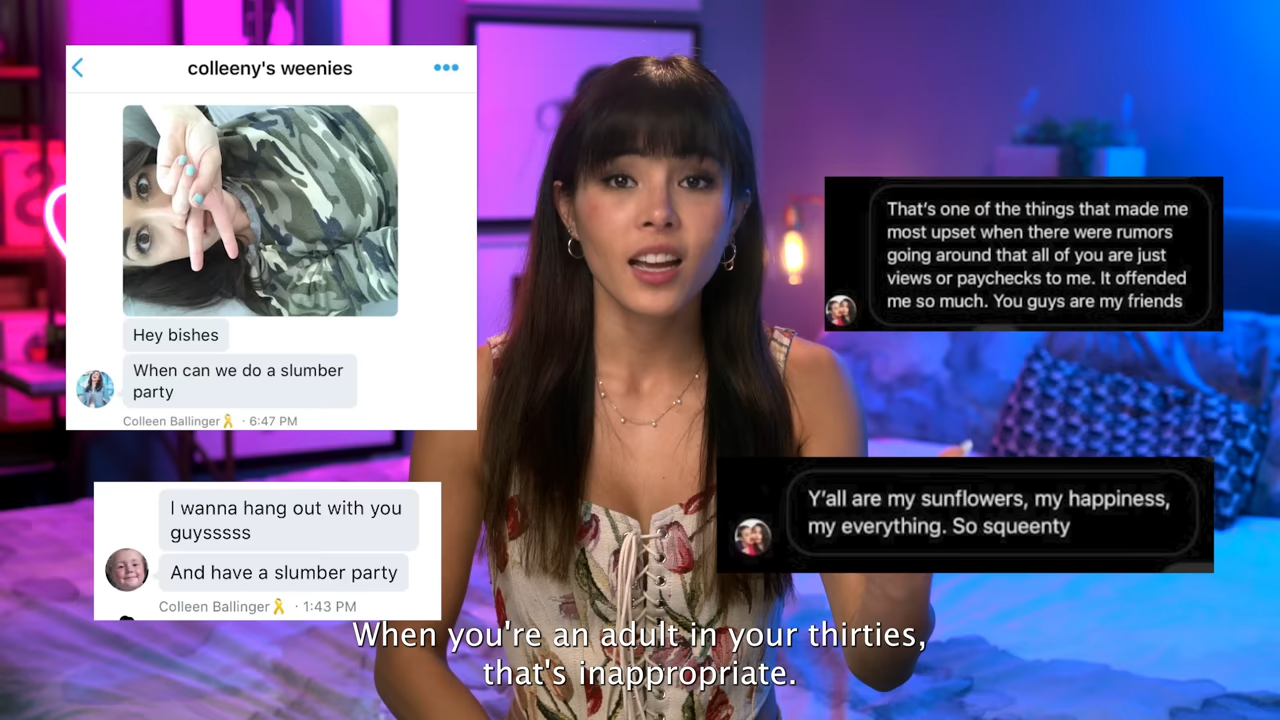 colleeny's weenies
Hey bishes
When can we do a slumber
party
Colleen Ballinger🎗️ · 6:47 PM
I wanna hang out with you
guysssss
And have a slumber party
Colleen Ballinger🎗️ · 1:43 PM
That's one of the things that made me
most upset when there were rumors
going around that all of you are just
views or paychecks to me. It offended
me so much. You guys are my friends
Y'all are my sunflowers, my happiness,
my everything. So squeenty
When you're an adult in your thirties,
that's inappropriate.